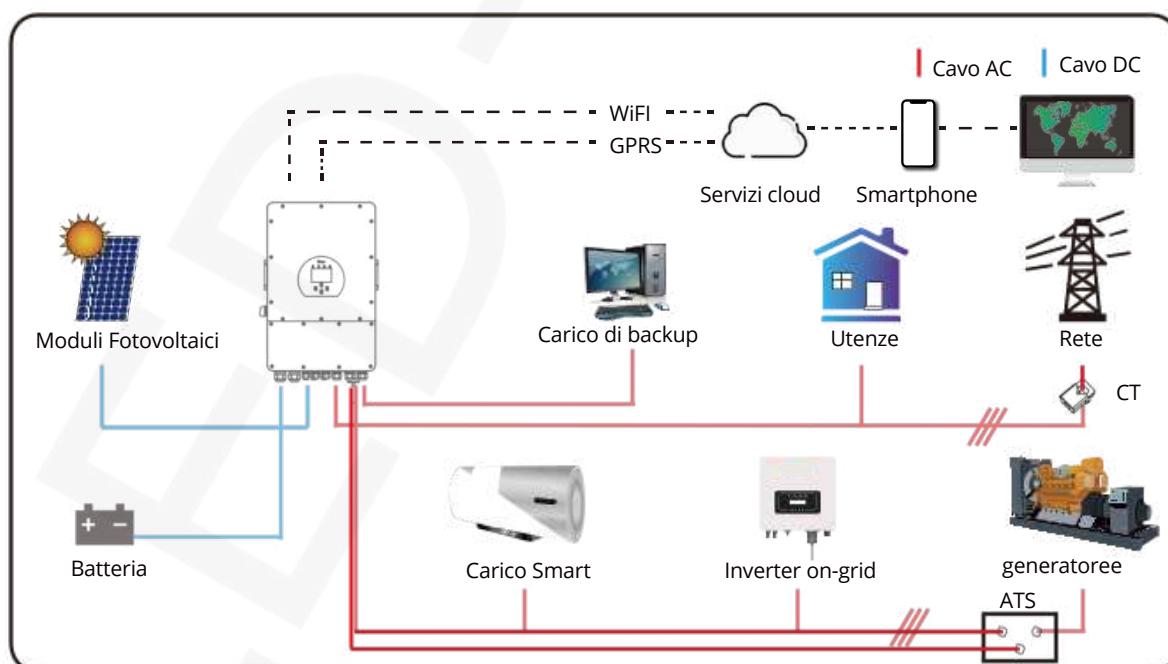 Cavo AC
Cavo DC
WiFI
GPRS
Servizi cloud
Smartphone
Moduli Fotovoltaici
Carico di backup
Utenze
Rete
CT
Batteria
Carico Smart
Inverter on-grid
generatoree
ATS